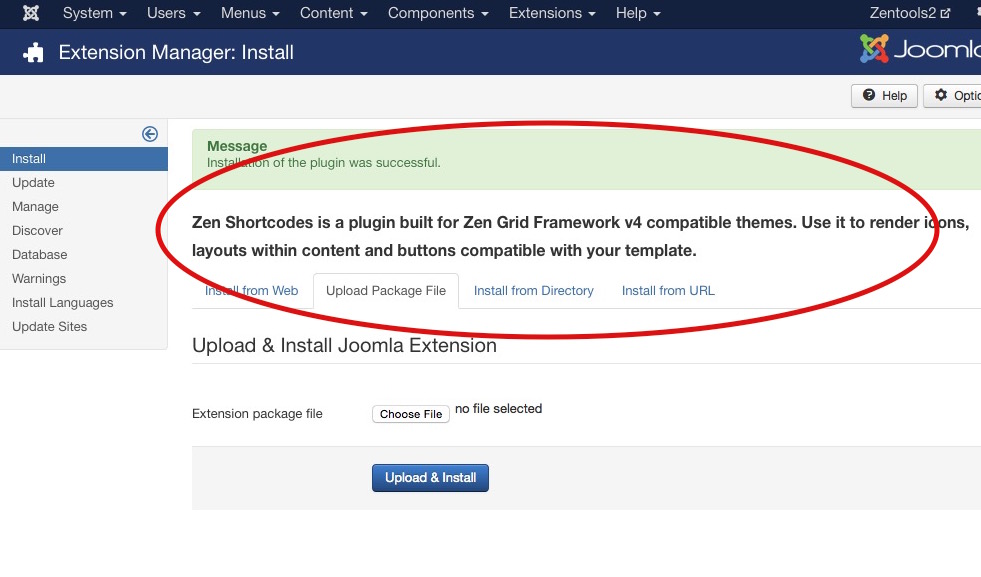 System Users Menus Content Components Extensions Help Zentools2
Extension Manager: Install
Help
Install
Update
Manage
Discover
Database
Warnings
Install Languages
Update Sites
Message
Installation of the plugin was successful.
Zen Shortcodes is a plugin built for Zen Grid Framework v4 compatible themes. Use it to render icons,
layouts within content and buttons compatible with your template.
Install from Web Upload Package File Install from Directory Install from URL
Upload & Install Joomla Extension
Extension package file Choose File no file selected
Upload & Install